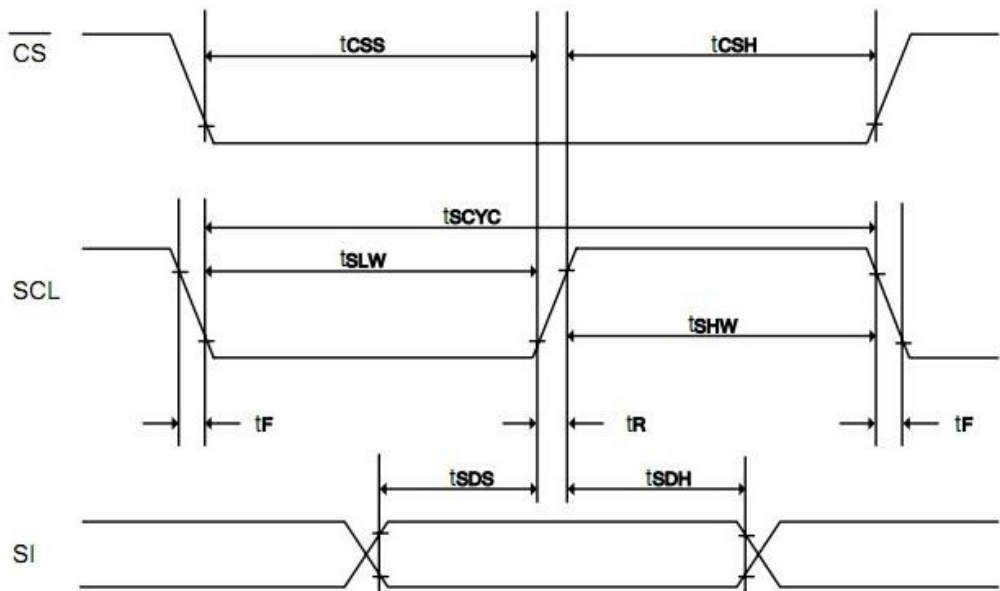 CS
tCSS
tCSH
tSCYC
SCL
tSLW
tSHW
tF
tR
tF
tSDS
tSDH
SI